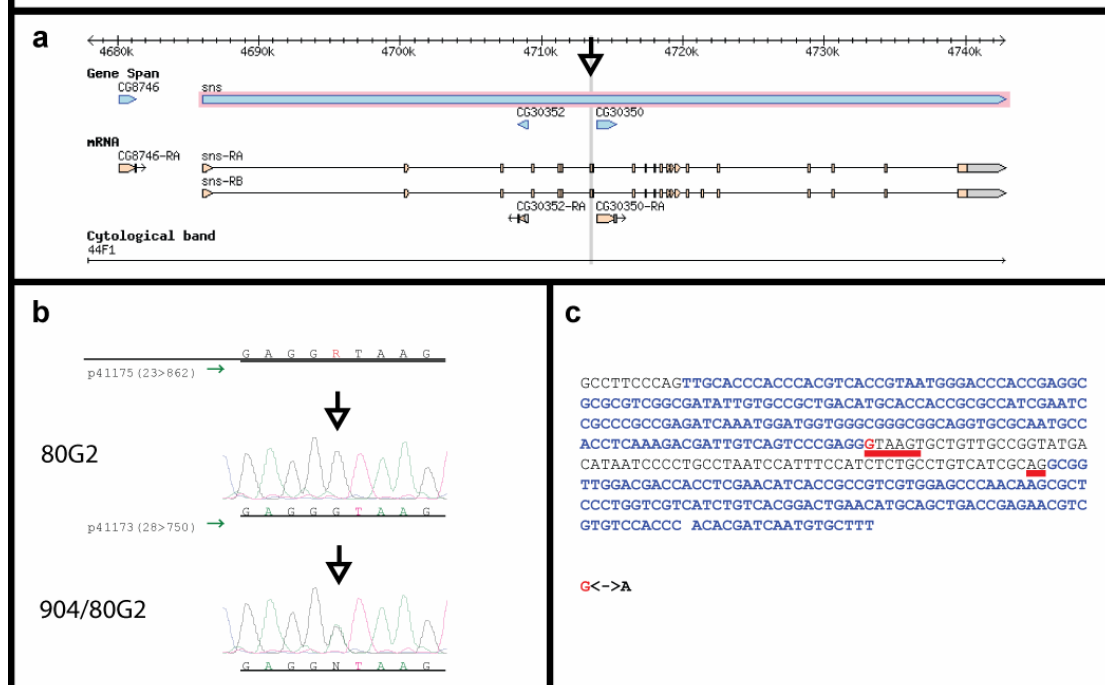 a
4680k 4690k 4700k 4710k 4720k 4730k 4740k
Gene Span
CG8746 sns
CG30352 CG30350
mRNA
CG8746-RA sns-RA
sns-RB
CG30352-RA CG30350-RA
Cytological band
44F1
b
G A G G R T A A G
p41175(23>862)
80G2
G A G G G T A A G
p41173(28>750)
904/80G2
G A G G N T A A G
c
GCCTTCCCAGTTGCACCCACCCACGTCACCGTAATGGGACCCACCGAGGC
GCGCGTCGGCGATATTGTGCCGCTGACATGCACCACCGCGCCATCGAATC
CGCCCGCCGAGATCAAATGGATGGTGGGCGGGCGGCAGGTGCGCAATGCC
ACCTCAAAGACGATTGTCAGTCCCGAGGGTAAGTGCTGTTGCCGGTATGA
CATAATCCCCTGCCTAATCCATTTCCATCTCTGCCTGTCATCGCAGGCGG
TTGGACGACCACCTCGAACATCACCGCCGTCGTGGAGCCCAACAAGCGCT
CCCTGGTCGTCATCTGTCACGGACTGAACATGCAGCTGACCGAGAACGTC
GTGTCCACCC ACACGATCAATGTGCTTT
G<->A